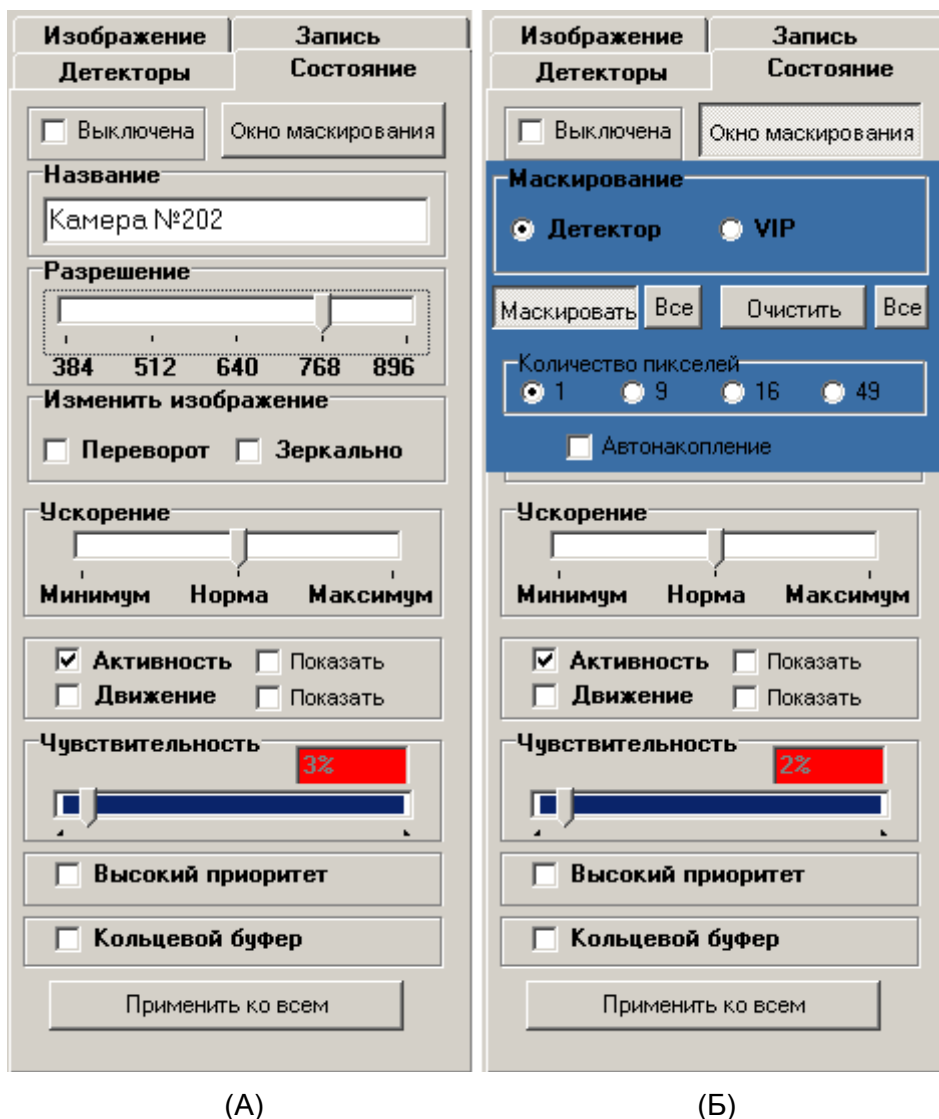 Изображение
Запись
Детекторы
Состояние
Выключена
Окно маскирования
Название
Камера №202
Разрешение
384 512 640 768 896
Изменить изображение
Переворот
Зеркально
Ускорение
Минимум Норма Максимум
Активность
Показать
Движение
Показать
Чувствительность
3%
Высокий приоритет
Кольцевой буфер
Применить ко всем
(А)
Изображение
Запись
Детекторы
Состояние
Выключена
Окно маскирования
Маскирование
Детектор
VIP
Маскировать
Все
Очистить
Все
Количество пикселей
1 9 16 49
Автонакопление
Ускорение
Минимум Норма Максимум
Активность
Показать
Движение
Показать
Чувствительность
2%
Высокий приоритет
Кольцевой буфер
Применить ко всем
(Б)